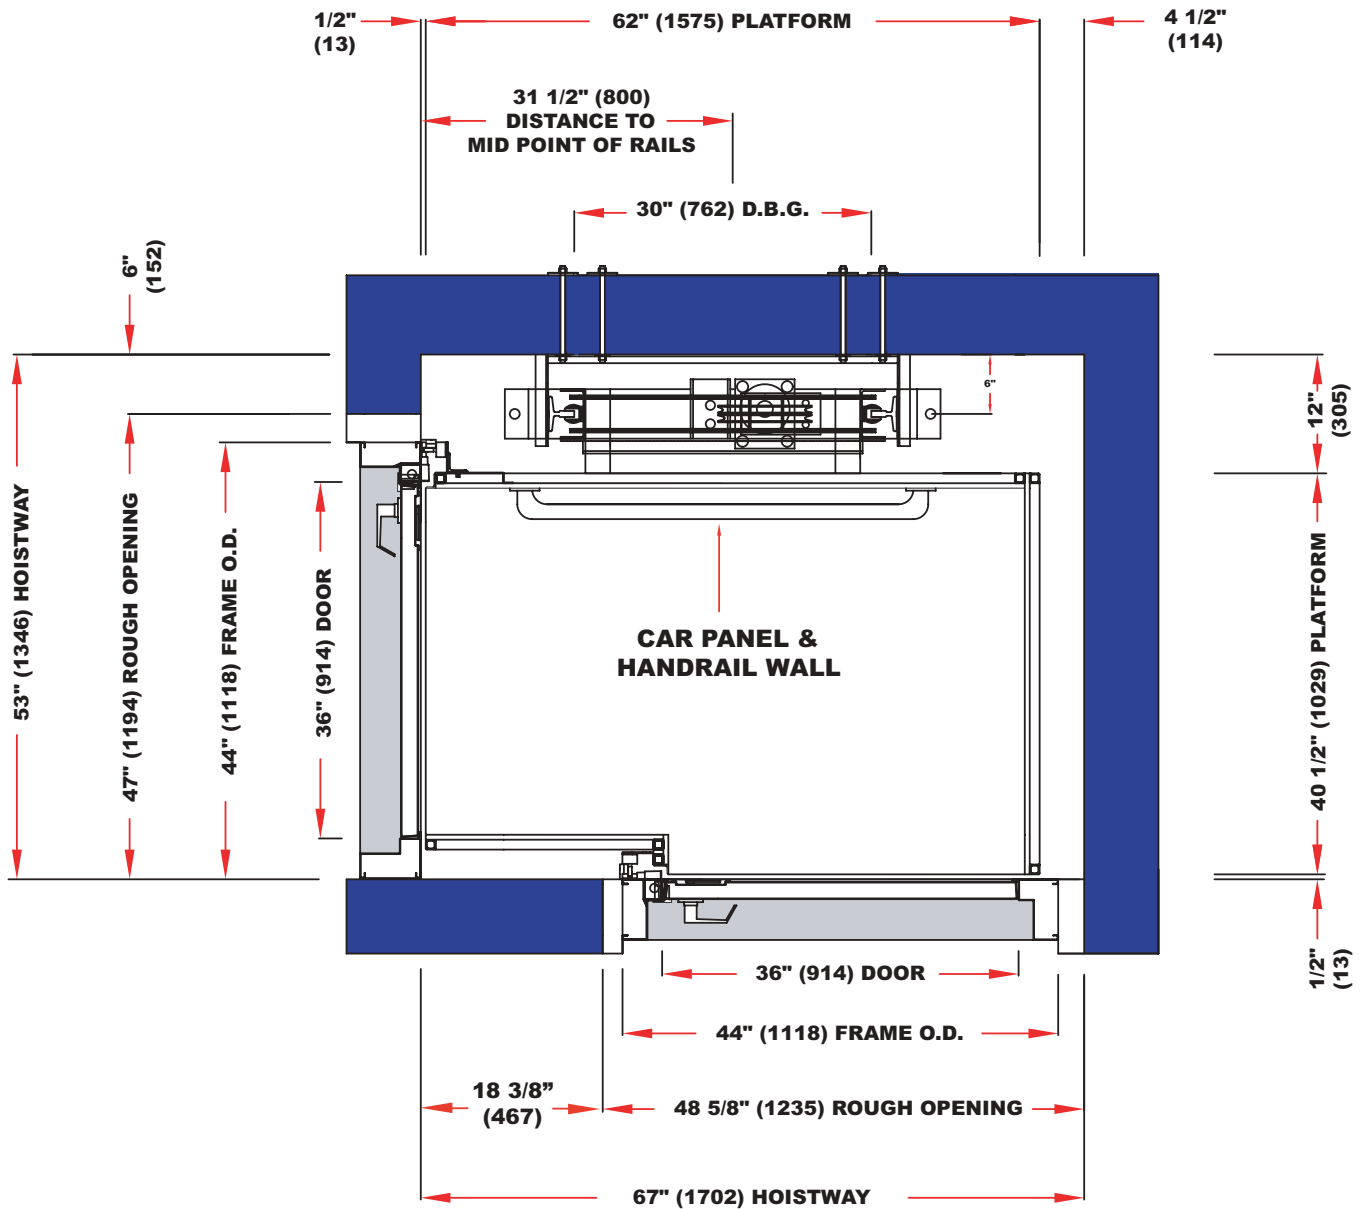 1/2"
(13)
62" (1575) PLATFORM
4 1/2"
(114)
31 1/2" (800)
DISTANCE TO
MID POINT OF RAILS
30" (762) D.B.G.
6"
(152)
6"
12"
(305)
53" (1346) HOISTWAY
47" (1194) ROUGH OPENING
44" (1118) FRAME O.D.
36" (914) DOOR
CAR PANEL &
HANDRAIL WALL
40 1/2" (1029) PLATFORM
1/2"
(13)
36" (914) DOOR
44" (1118) FRAME O.D.
18 3/8”
(467)
48 5/8" (1235) ROUGH OPENING
67" (1702) HOISTWAY